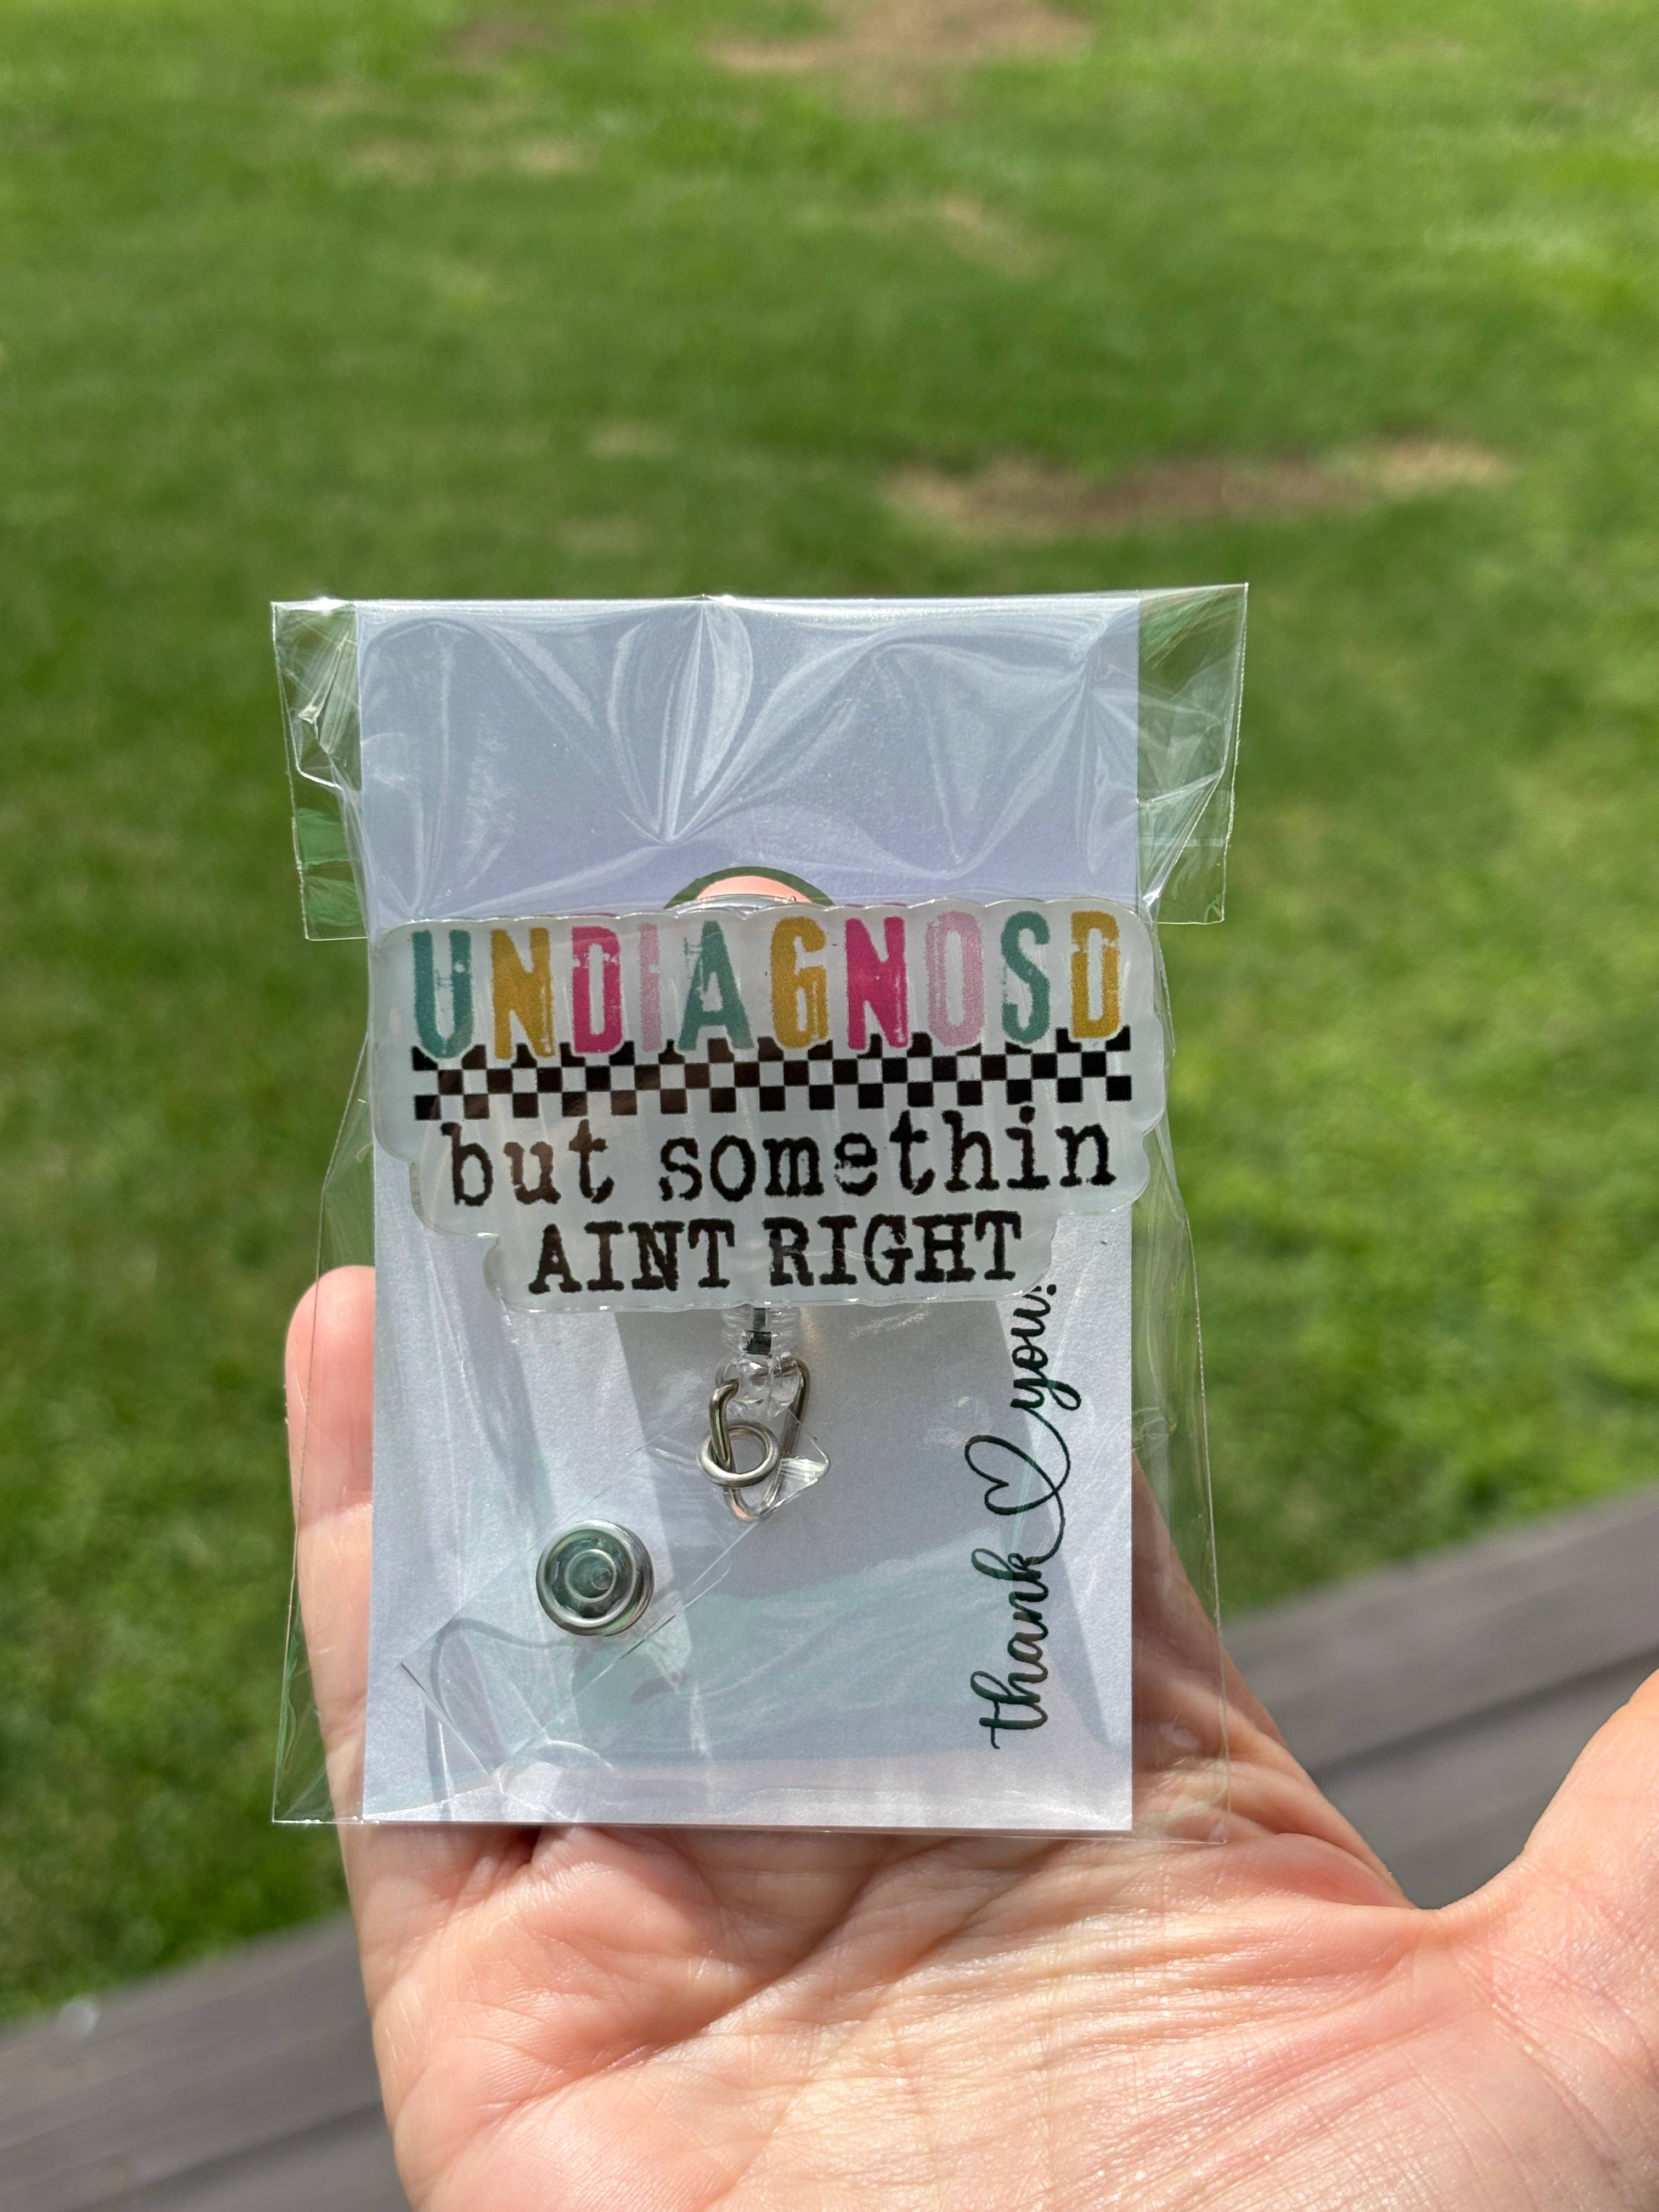 UNDIAGNOSD
but somethin
AINT RIGHT
thank you!